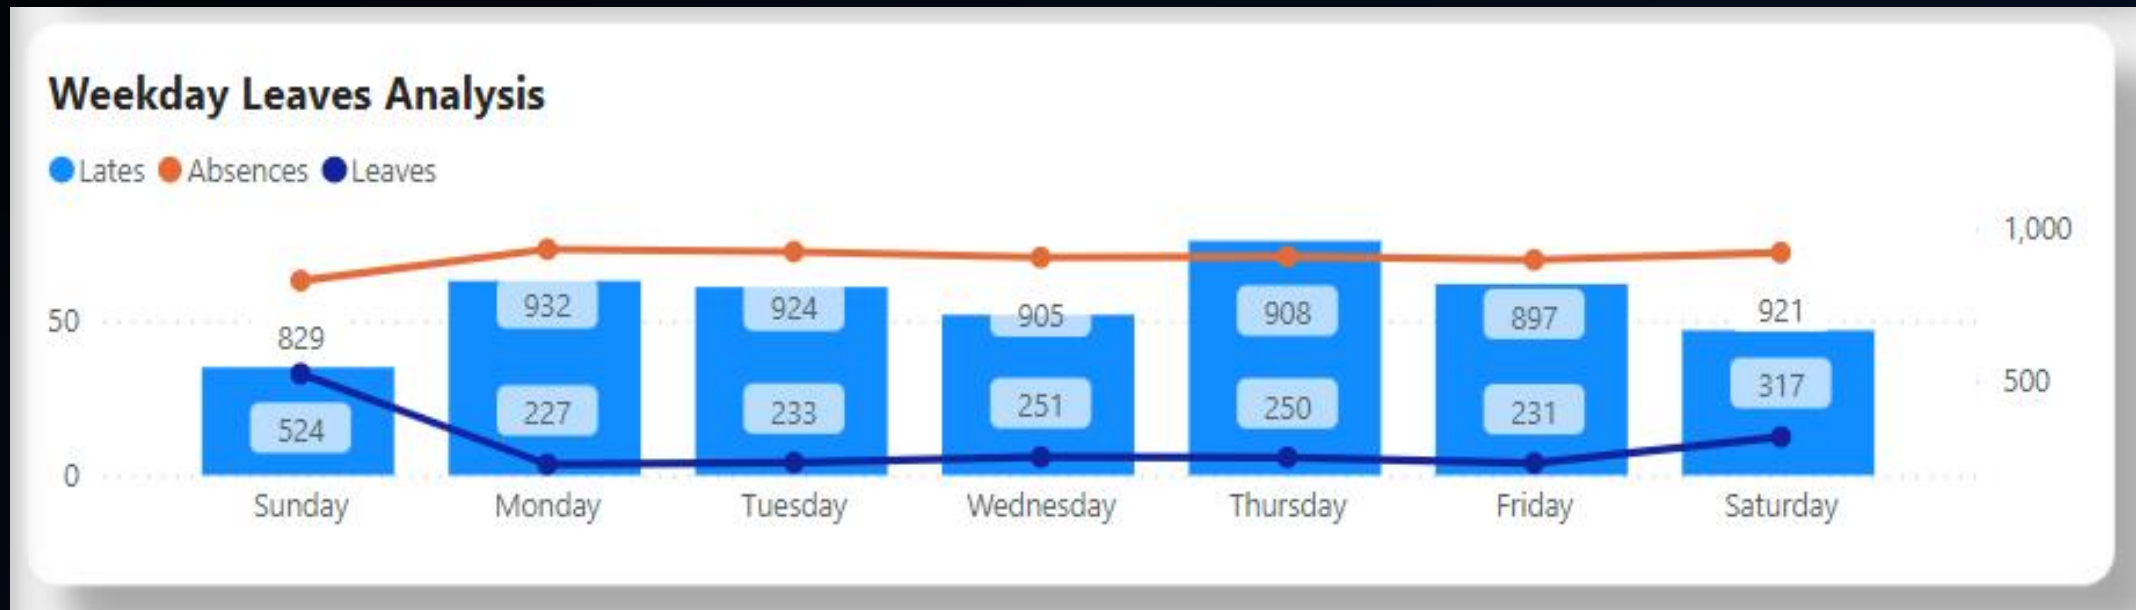 Weekday Leaves Analysis
Lates Absences Leaves
1,000
932 924 905 908 897 921
50
829
317 500
227 233 251 250 231
524
0
Sunday Monday Tuesday Wednesday Thursday Friday Saturday